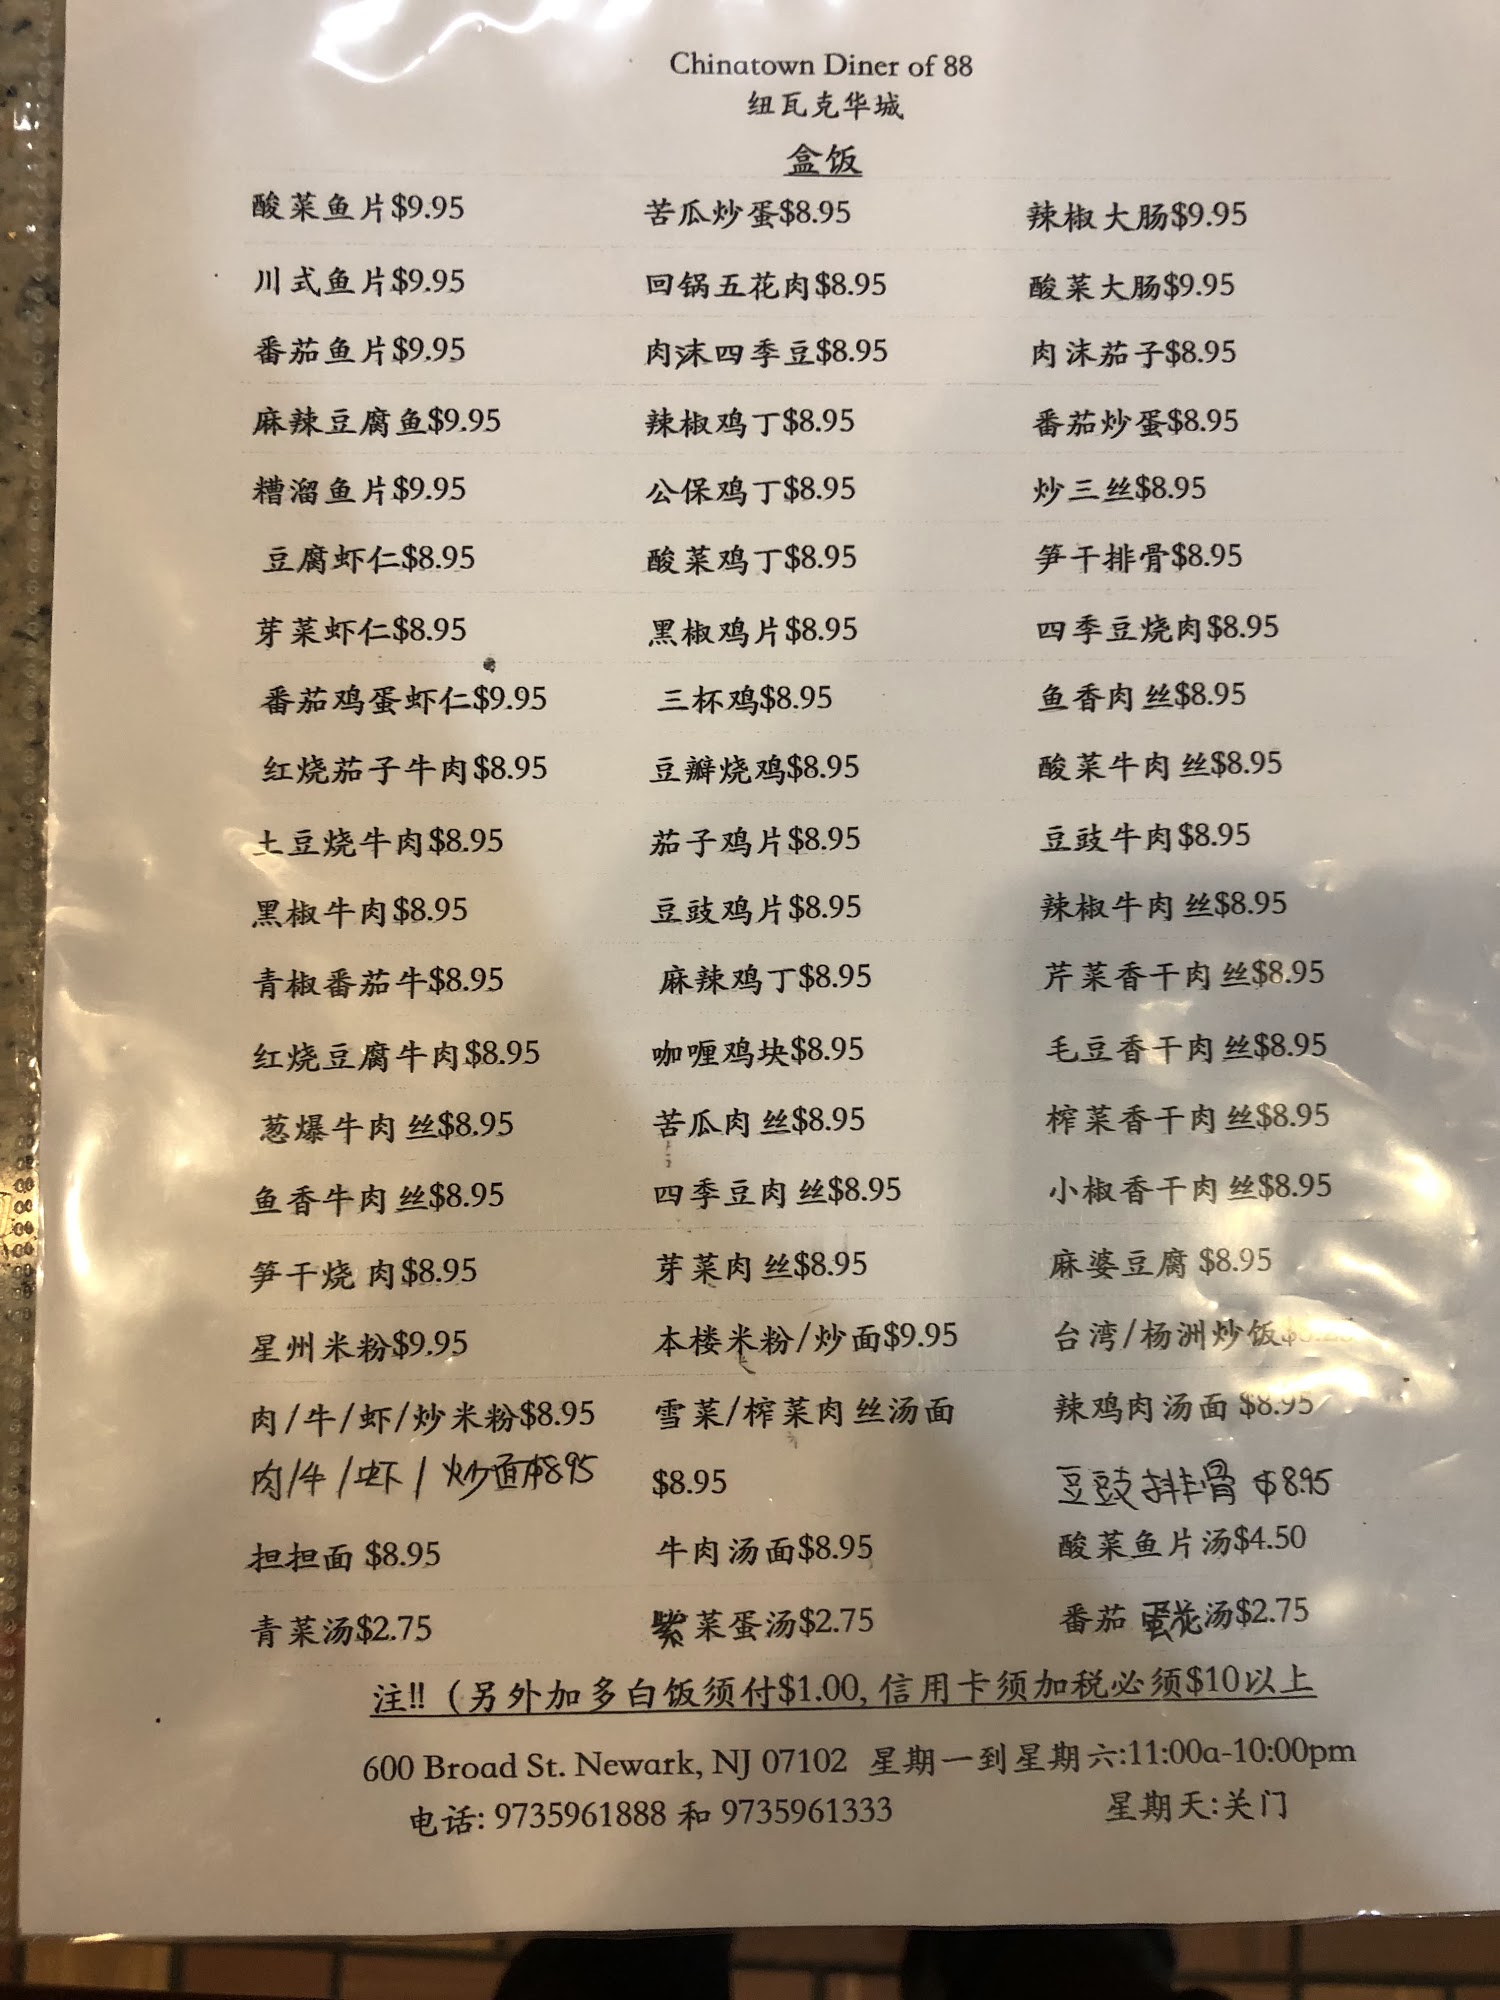 Chinatown Diner of 88
纽瓦克华城
盒饭
酸菜鱼片$9.95 苦瓜炒蛋$8.95 辣椒大肠$9.95
川式鱼片$9.95 回锅五花肉$8.95 酸菜大肠$9.95
番茄鱼片$9.95 肉沫四季豆$8.95 肉沫茄子$8.95
麻辣豆腐鱼$9.95 辣椒鸡丁$8.95 番茄炒蛋$8.95
糟溜鱼片$9.95 公保鸡丁$8.95 炒三丝$8.95
豆腐虾仁$8.95 酸菜鸡丁$8.95 笋干排骨$8.95
芽菜虾仁$8.95 黑椒鸡片$8.95 四季豆烧肉$8.95
番茄鸡蛋虾仁$9.95 三杯鸡$8.95 鱼香肉丝$8.95
红烧茄子牛肉$8.95 豆瓣烧鸡$8.95 酸菜牛肉丝$8.95
土豆烧牛肉$8.95 茄子鸡片$8.95 豆豉牛肉$8.95
黑椒牛肉$8.95 豆豉鸡片$8.95 辣椒牛肉丝$8.95
青椒番茄牛$8.95 麻辣鸡丁$8.95 芹菜香干肉丝$8.95
红烧豆腐牛肉$8.95 咖喱鸡块$8.95 毛豆香干肉丝$8.95
葱爆牛肉丝$8.95 苦瓜肉丝$8.95 榨菜香干肉丝$8.95
鱼香牛肉丝$8.95 四季豆肉丝$8.95 小椒香干肉丝$8.95
笋干烧肉$8.95 芽菜肉丝$8.95 麻婆豆腐 $8.95
星州米粉$9.95 本楼米粉/炒面$9.95 台湾/杨洲炒饭
肉/牛/虾/炒米粉$8.95 雪菜/榨菜肉丝汤面 辣鸡肉汤面 $8.95
肉/牛/虾/炒面$8.95 $8.95 豆豉排骨 $8.95
担担面 $8.95 牛肉汤面$8.95 酸菜鱼片汤$4.50
青菜汤$2.75 紫菜蛋汤$2.75 番茄蛋花汤$2.75
注!! (另外加多白饭须付$1.00, 信用卡须加税必须$10以上
600 Broad St. Newark, NJ 07102 星期一到星期六:11:00a-10:00pm
电话: 9735961888 和 9735961333 星期天:关门